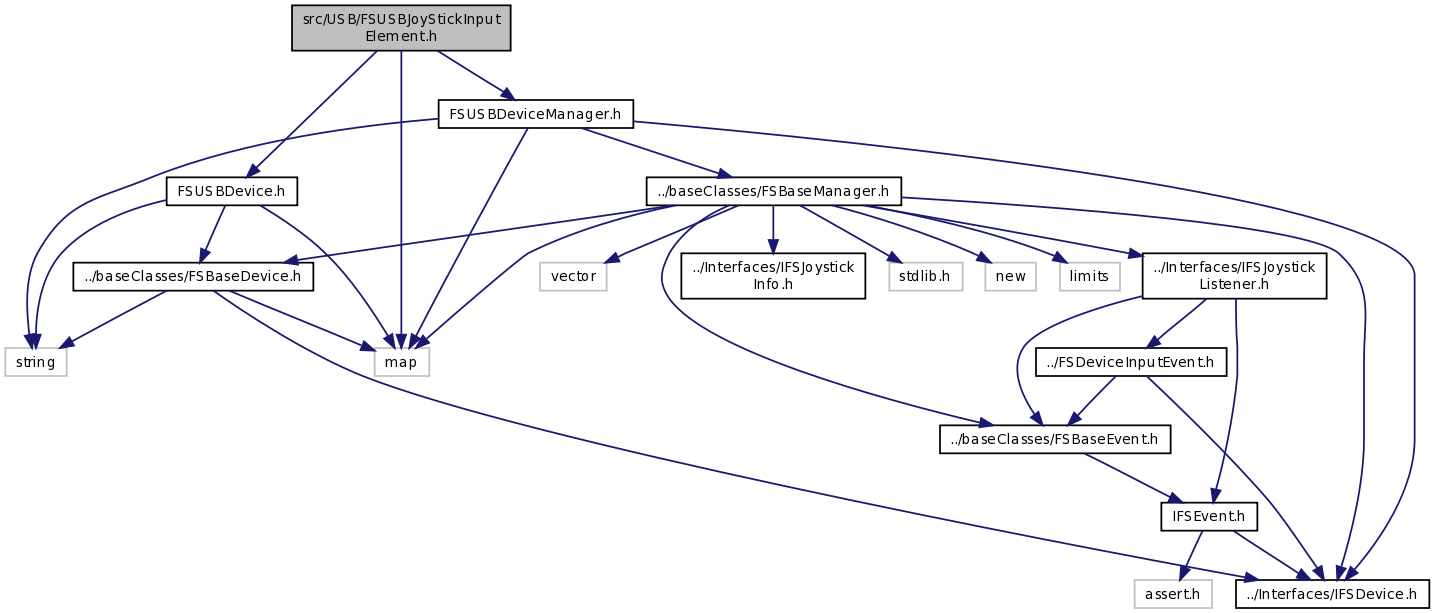 src/USB/FSUSBJoyStickInput
Element.h
FSUSBDeviceManager.h
FSUSBDevice.h
../baseClasses/FSBaseManager.h
../baseClasses/FSBaseDevice.h
vector
../Interfaces/IFSJoystick
Info.h
stdlib.h
new
limits
../Interfaces/IFSJoystick
Listener.h
string
map
../FSDeviceInputEvent.h
../baseClasses/FSBaseEvent.h
IFSEvent.h
assert.h
../Interfaces/IFSDevice.h